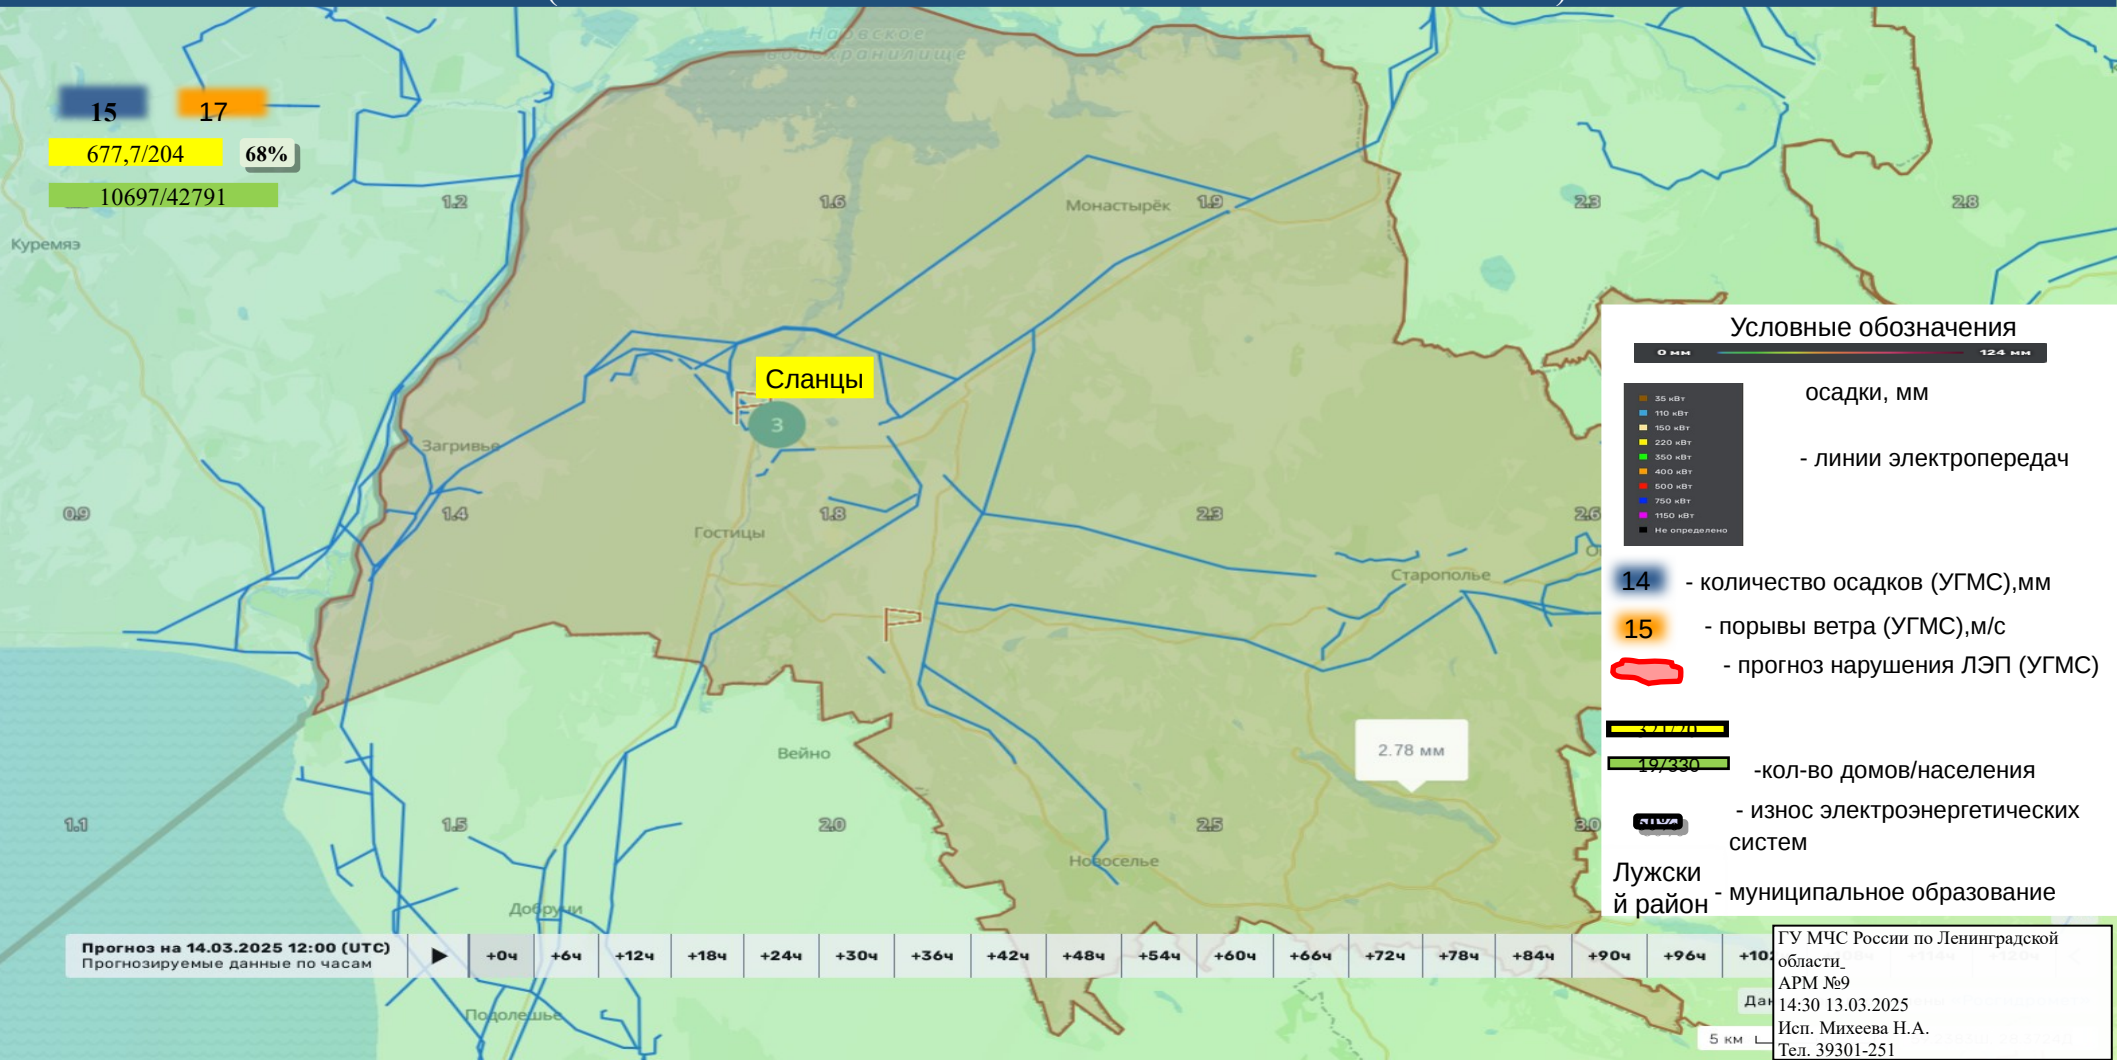 Нарвское
водохранилище
15
17
677,7/204
68%
10697/42791
1.2
1.6
Монастырёк
1.9
2.3
2.8
Куремяэ
Сланцы
3
Загривье
0.9
1.4
Гостицы
1.8
2.3
2.6
Старополье
Вейно
2.78 мм
1.1
1.5
2.0
2.5
3.0
Новоселье
Добручи
Подолешье
Условные обозначения
0 мм
124 мм
осадки, мм
35 кВт
110 кВт
150 кВт
220 кВт
350 кВт
400 кВт
500 кВт
750 кВт
1150 кВт
Не определено
- линии электропередач
14 - количество осадков (УГМС),мм
15 - порывы ветра (УГМС),м/с
- прогноз нарушения ЛЭП (УГМС)
321/20
19/330 -кол-во домов/населения
- износ электроэнергетических
систем
Лужски
й район - муниципальное образование
Прогноз на 14.03.2025 12:00 (UTC)
Прогнозируемые данные по часам
+0ч +6ч +12ч +18ч +24ч +30ч +36ч +42ч +48ч +54ч +60ч +66ч +72ч +78ч +84ч +90ч +96ч
5 км
ГУ МЧС России по Ленинградской
области_
АРМ №9
14:30 13.03.2025
Исп. Михеева Н.А.
Тел. 39301-251